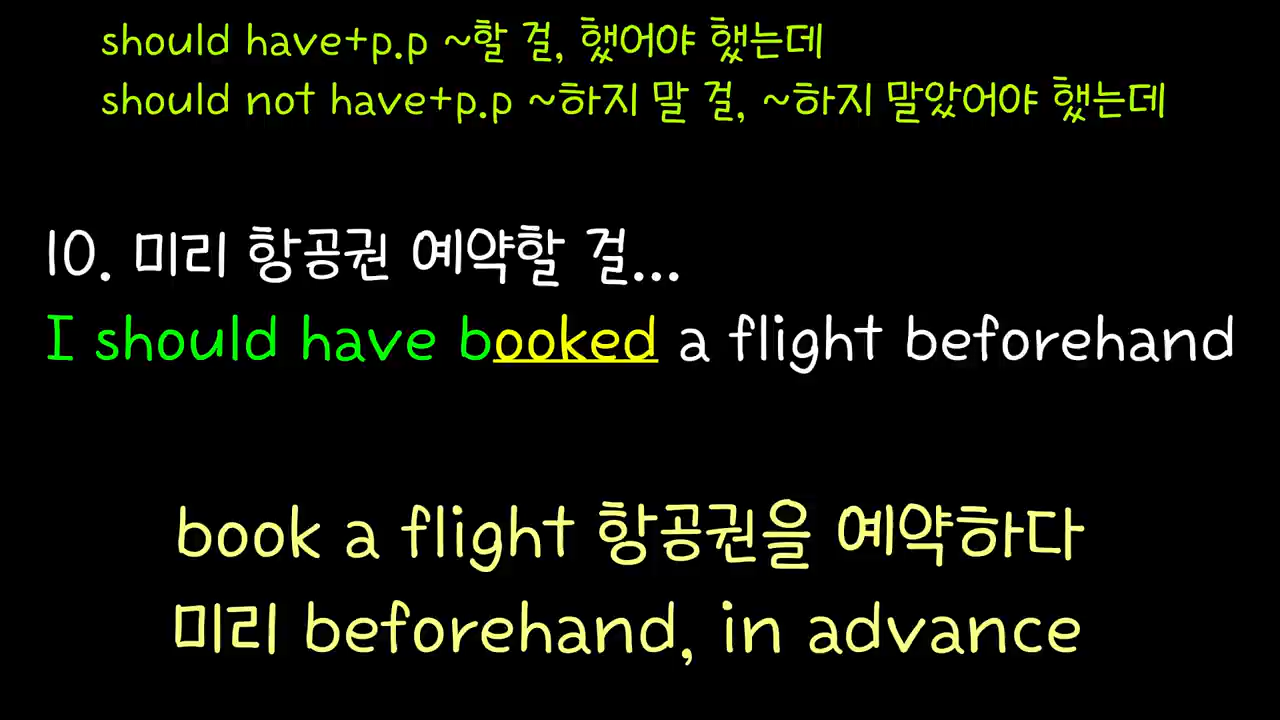 should have+p.p ~할 걸, 했어야 했는데
should not have+p.p ~하지 말 걸, ~하지 말았어야 했는데
10. 미리 항공권 예약할 걸...
I should have booked a flight beforehand
book a flight 항공권을 예약하다
미리 beforehand, in advance